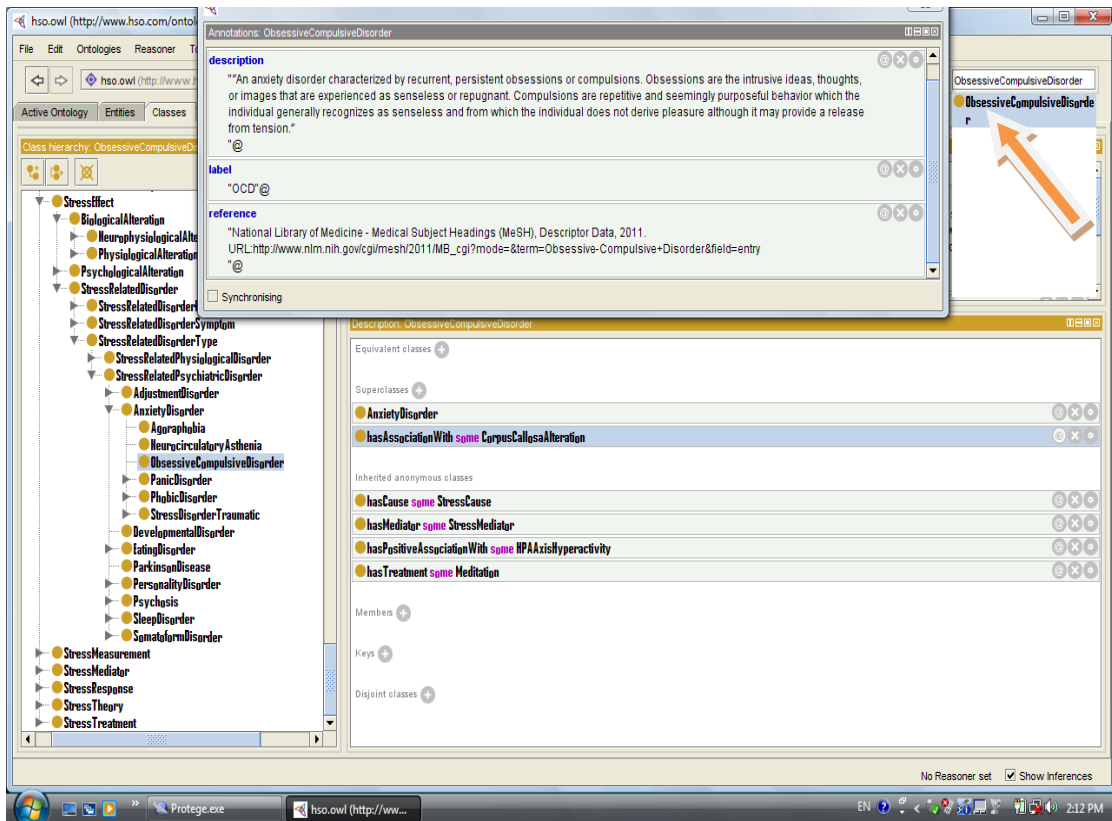 hso.owl (http://www.hso.com/ontol
File Edit Ontologies Reasoner To
hso.owl (http://www.h
ObsessiveCompulsiveDisorder
Active Ontology Entities Classes
ObsessiveCompulsiveDisorde
r
Annotations: ObsessiveCompulsiveDisorder
description
""An anxiety disorder characterized by recurrent, persistent obsessions or compulsions. Obsessions are the intrusive ideas, thoughts,
or images that are experienced as senseless or repugnant. Compulsions are repetitive and seemingly purposeful behavior which the
individual generally recognizes as senseless and from which the individual does not derive pleasure although it may provide a release
from tension."
"@
label
"OCD"@
reference
"National Library of Medicine - Medical Subject Headings (MeSH), Descriptor Data, 2011.
URL:http://www.nlm.nih.gov/cgi/mesh/2011/MB_cgi?mode=&term=Obsessive-Compulsive+Disorder&field=entry
"@
Synchronising
Class hierarchy: ObsessiveCompulsiveDi
StressEffect
BiologicalAlteration
NeurophysiologicalAlte
PhysiologicalAlteration
PsychologicalAlteration
StressRelatedDisorder
StressRelatedDisorder
StressRelatedDisorderSymptom
StressRelatedDisorderType
StressRelatedPhysiologicalDisorder
StressRelatedPsychiatricDisorder
AdjustmentDisorder
AnxietyDisorder
Agoraphobia
NeurocirculatoryAsthenia
ObsessiveCompulsiveDisorder
PanicDisorder
PhobicDisorder
StressDisorderTraumatic
DevelopmentalDisorder
EatingDisorder
ParkinsonDisease
PersonalityDisorder
Psychosis
SleepDisorder
SomatoformDisorder
StressMeasurement
StressMediator
StressResponse
StressTheory
StressTreatment
Description: ObsessiveCompulsiveDisorder
Equivalent classes
Superclasses
AnxietyDisorder
hasAssociationWith some CorpusCallosaAlteration
Inherited anonymous classes
hasCause some StressCause
hasMediator some StressMediator
hasPositiveAssociationWith some HPAAxisHyperactivity
hasTreatment some Meditation
Members
Keys
Disjoint classes
No Reasoner set Show Inferences
Protege.exe hso.owl (http://ww... EN 2:12 PM